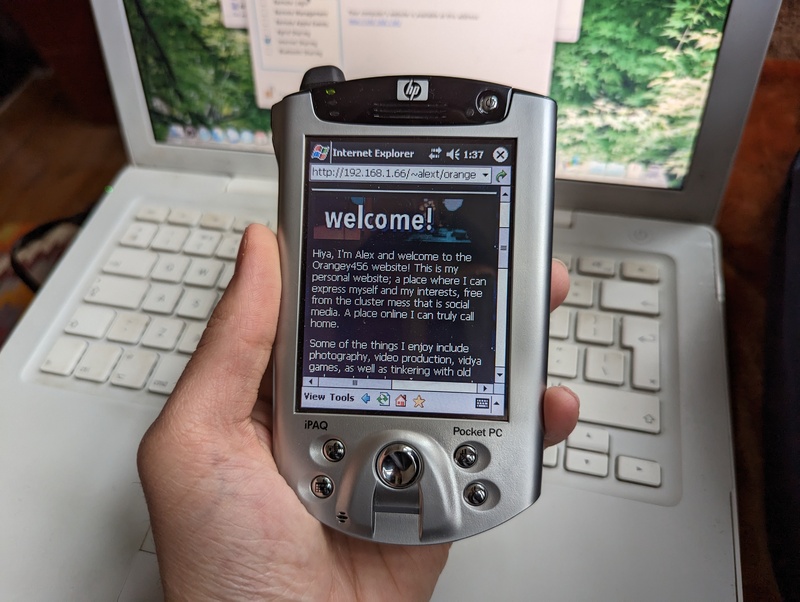 hp
Internet Explorer 1:37
http://192.168.1.66/~alext/orange
welcome!
Hiya, I'm Alex and welcome to the
Orangey456 website! This is my
personal website; a place where I can
express myself and my interests, free
from the cluster mess that is social
media. A place online I can truly call
home.
Some of the things I enjoy include
photography, video production, vidya
games, as well as tinkering with old
View Tools
iPAQ Pocket PC